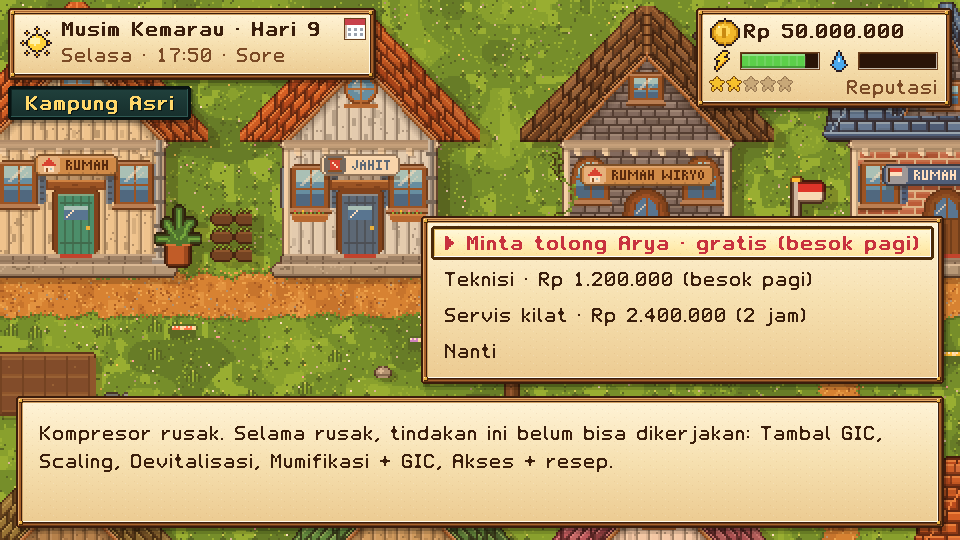 Musim Kemarau · Hari 9
Selasa · 17:50 · Sore
Rp 50.000.000
Reputasi
Kampung Asri
RUMAH
JAHIT
RUMAH WIRYO
RUMAH
Minta tolong Arya · gratis (besok pagi)
Teknisi · Rp 1.200.000 (besok pagi)
Servis kilat · Rp 2.400.000 (2 jam)
Nanti
Kompresor rusak. Selama rusak, tindakan ini belum bisa dikerjakan: Tambal GIC,
Scaling, Devitalisasi, Mumifikasi + GIC, Akses + resep.